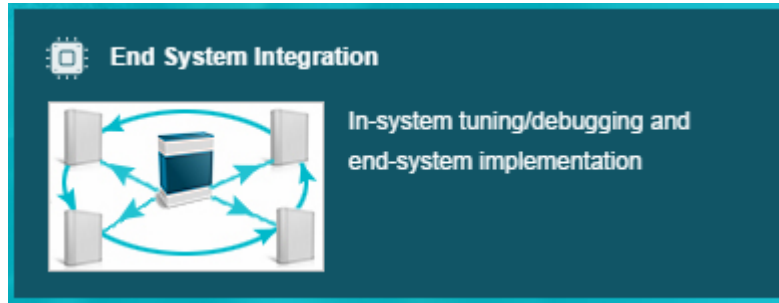 End System Integration
In-system tuning/debugging and
end-system implementation